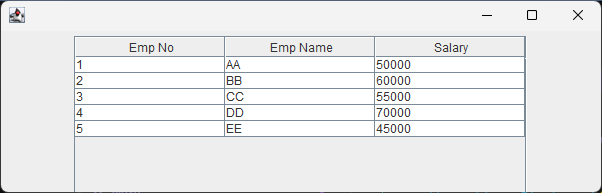 Emp No Emp Name Salary
1 AA 50000
2 BB 60000
3 CC 55000
4 DD 70000
5 EE 45000